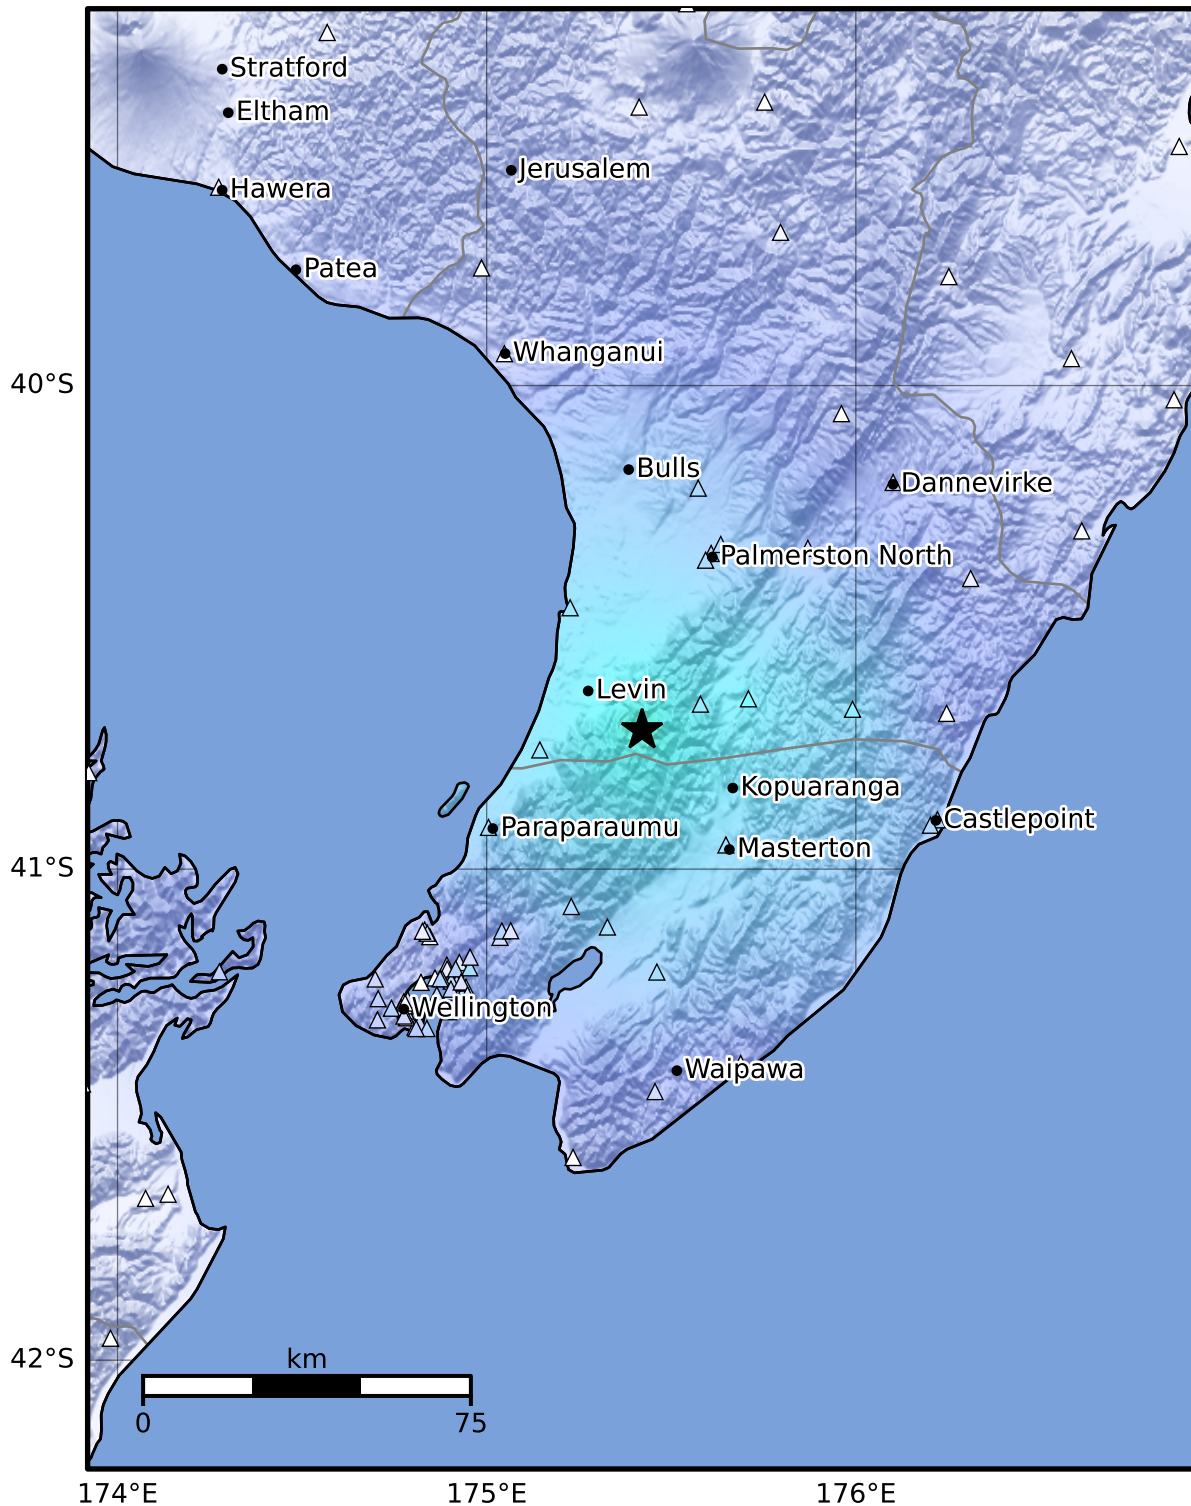 Stratford
Eltham
Jerusalem
Hawera
Patea
Whanganui
40°S
Bulls
Dannevirke
Palmerston North
Levin
Kopuaranga
Castlepoint
Paraparaumu
Masterton
41°S
Wellington
Waipawa
km
42°S
0
75
174°E
175°E
176°E